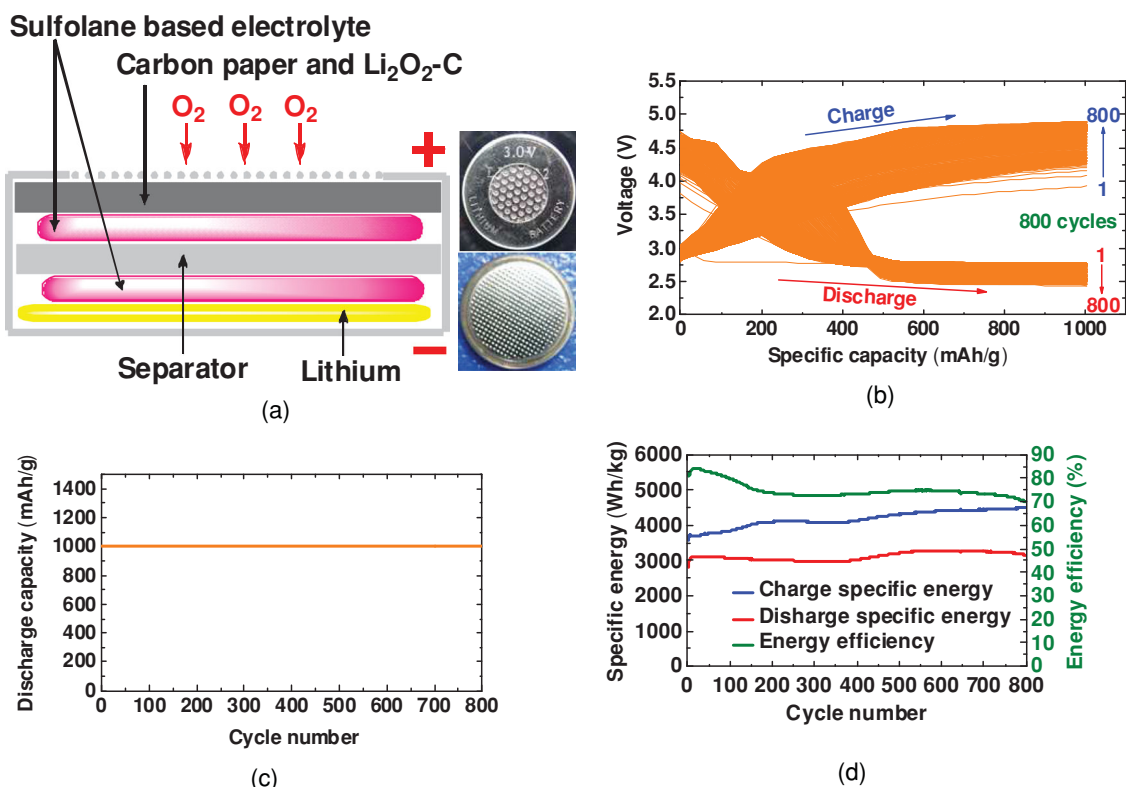 Sulfolane based electrolyte
Carbon paper and Li₂O₂-C
O₂ O₂ O₂
+
3.0 V
LITHIUM BATTERY
−
Separator
Lithium
(a)
5.5
5.0
4.5
4.0
3.5
3.0
2.5
2.0
Voltage (V)
Charge
800
1
800 cycles
1
800
Discharge
0 200 400 600 800 1000
Specific capacity (mAh/g)
(b)
1400
1200
1000
800
600
400
200
0
Discharge capacity (mAh/g)
0 100 200 300 400 500 600 700 800
Cycle number
(c)
6000
5000
4000
3000
2000
1000
0
Specific energy (Wh/kg)
Charge specific energy
Disharge specific energy
Energy efficiency
90
80
70
60
50
40
30
20
10
0
Energy efficiency (%)
0 100 200 300 400 500 600 700 800
Cycle number
(d)